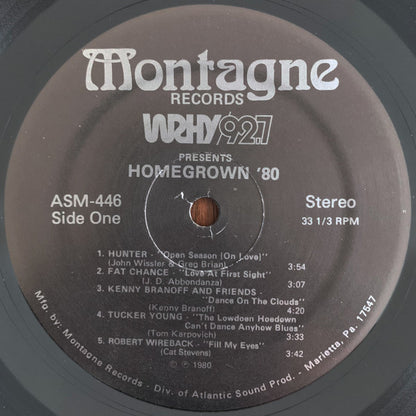 Montagne
RECORDS
WRHY 92.7
PRESENTS
HOMEGROWN '80
ASM-446
Side One
Stereo
33 1/3 RPM
1. HUNTER - "Open Season (On Love)"
(John Wissler & Greg Brian) 3:54
2. FAT CHANCE - "Love At First Sight"
(J. D. Abbondanza) 3:07
3. KENNY BRANOFF AND FRIENDS -
"Dance On The Clouds"
(Kenny Branoff) 4:20
4. TUCKER YOUNG - "The Lowdown Hoedown
Can't Dance Anyhow Blues"
(Tom Karpovich) 3:33
5. ROBERT WIREBACK - "Fill My Eyes"
(Cat Stevens) 3:42
© ℗ 1980
Mfg. by: Montagne Records - Div. of Atlantic Sound Prod. - Marietta, Pa. 17547